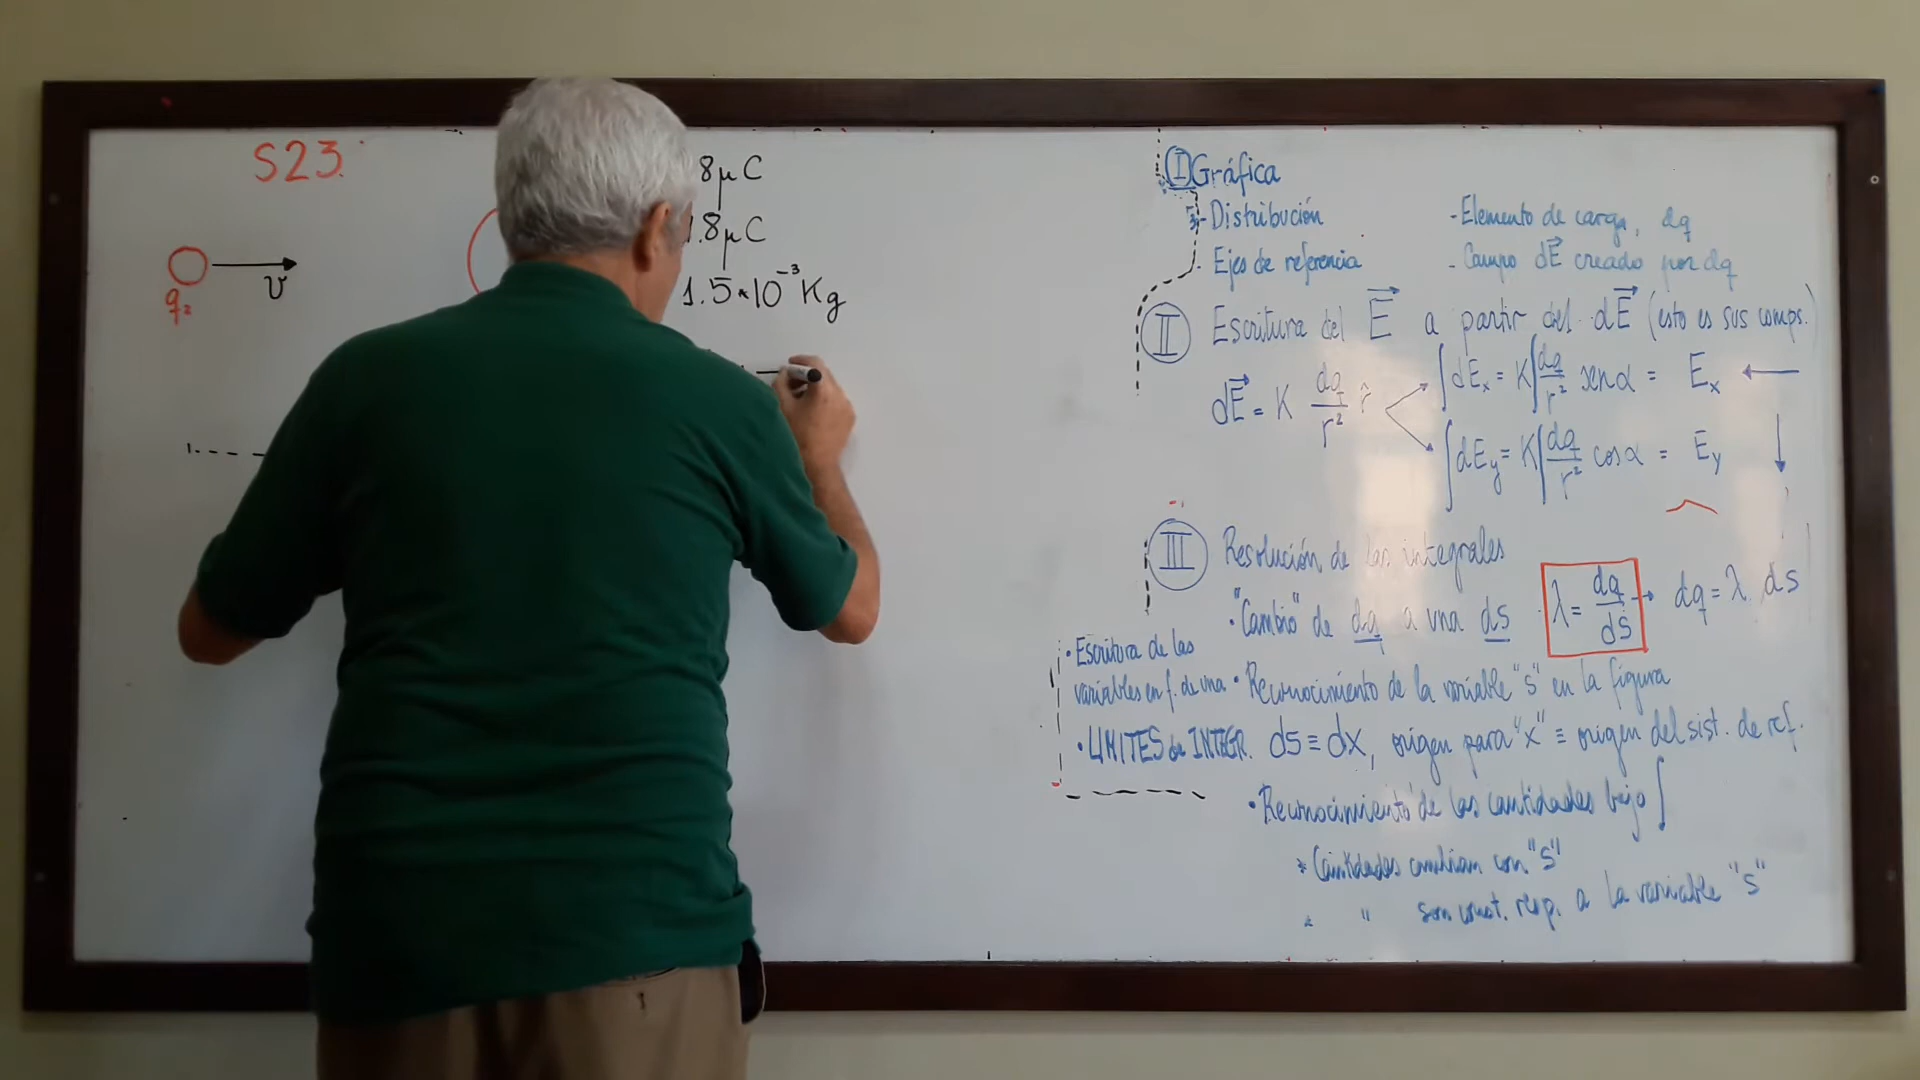 S23.
8μC
1.8μC
1.5*10⁻³ Kg
q₂
v
I Gráfica
- Distribución
- Elemento de carga, dq
- Ejes de referencia
- Campo dE⃗ creado por dq
II Escritura del E⃗ a partir del dE⃗ (esto es sus comps.)
dE⃗ = K dq/r² r̂
∫dEx = K∫dq/r² senα = Ex
∫dEy = K∫dq/r² cosα = Ey
III Resolución de las integrales
• "Cambio" de dq a una ds
λ = dq/ds → dq = λ ds
• Escritura de las
variables en f. de una
• Reconocimiento de la variable "s" en la figura
• LIMITES de INTEGR. ds ≡ dx, origen para "x" ≡ origen del sist. de ref.
• Reconocimiento de las cantidades bajo ∫
* Cantidades cambian con "s"
* " son const. resp. a la variable "s"